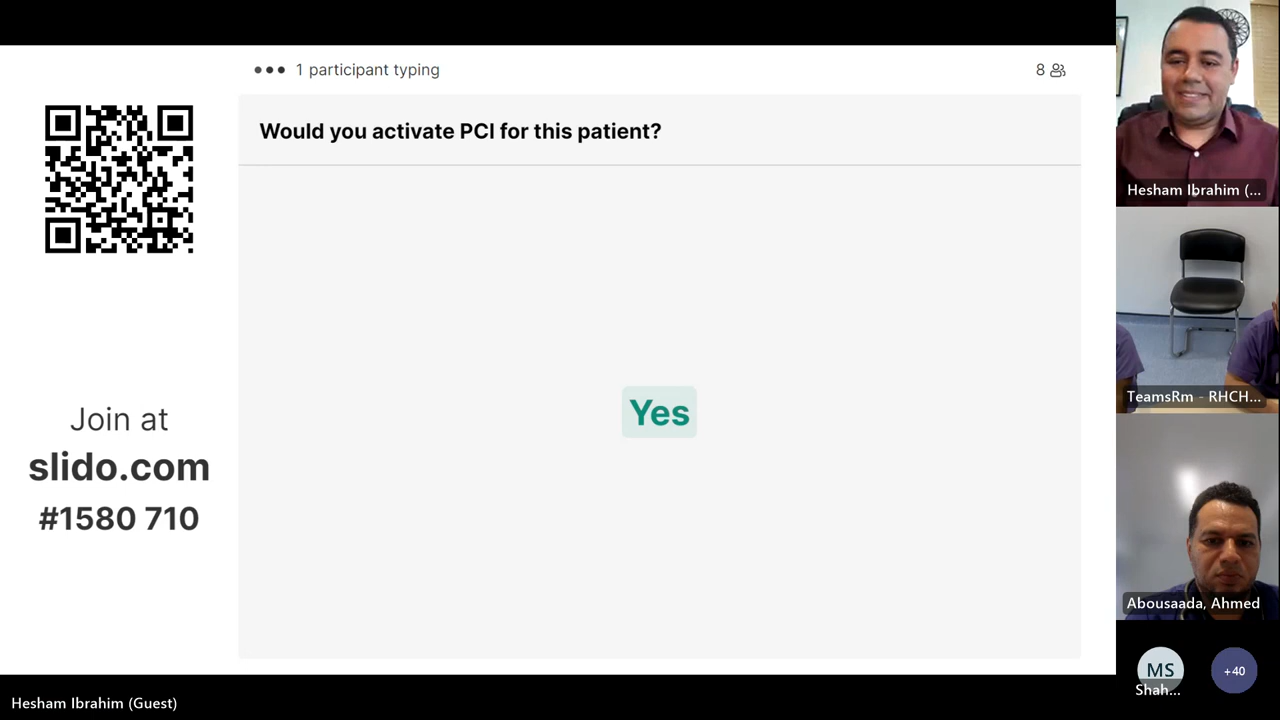 1 participant typing
8
Would you activate PCI for this patient?
Yes
Join at
slido.com
#1580 710
Hesham Ibrahim (...
TeamsRm - RHCH...
Abousaada, Ahmed
MS
Shah...
+40
Hesham Ibrahim (Guest)